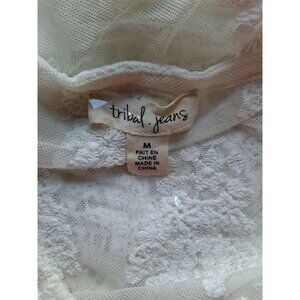 tribal. jeans
M
FAIT EN
CHINE
MADE IN
CHINA